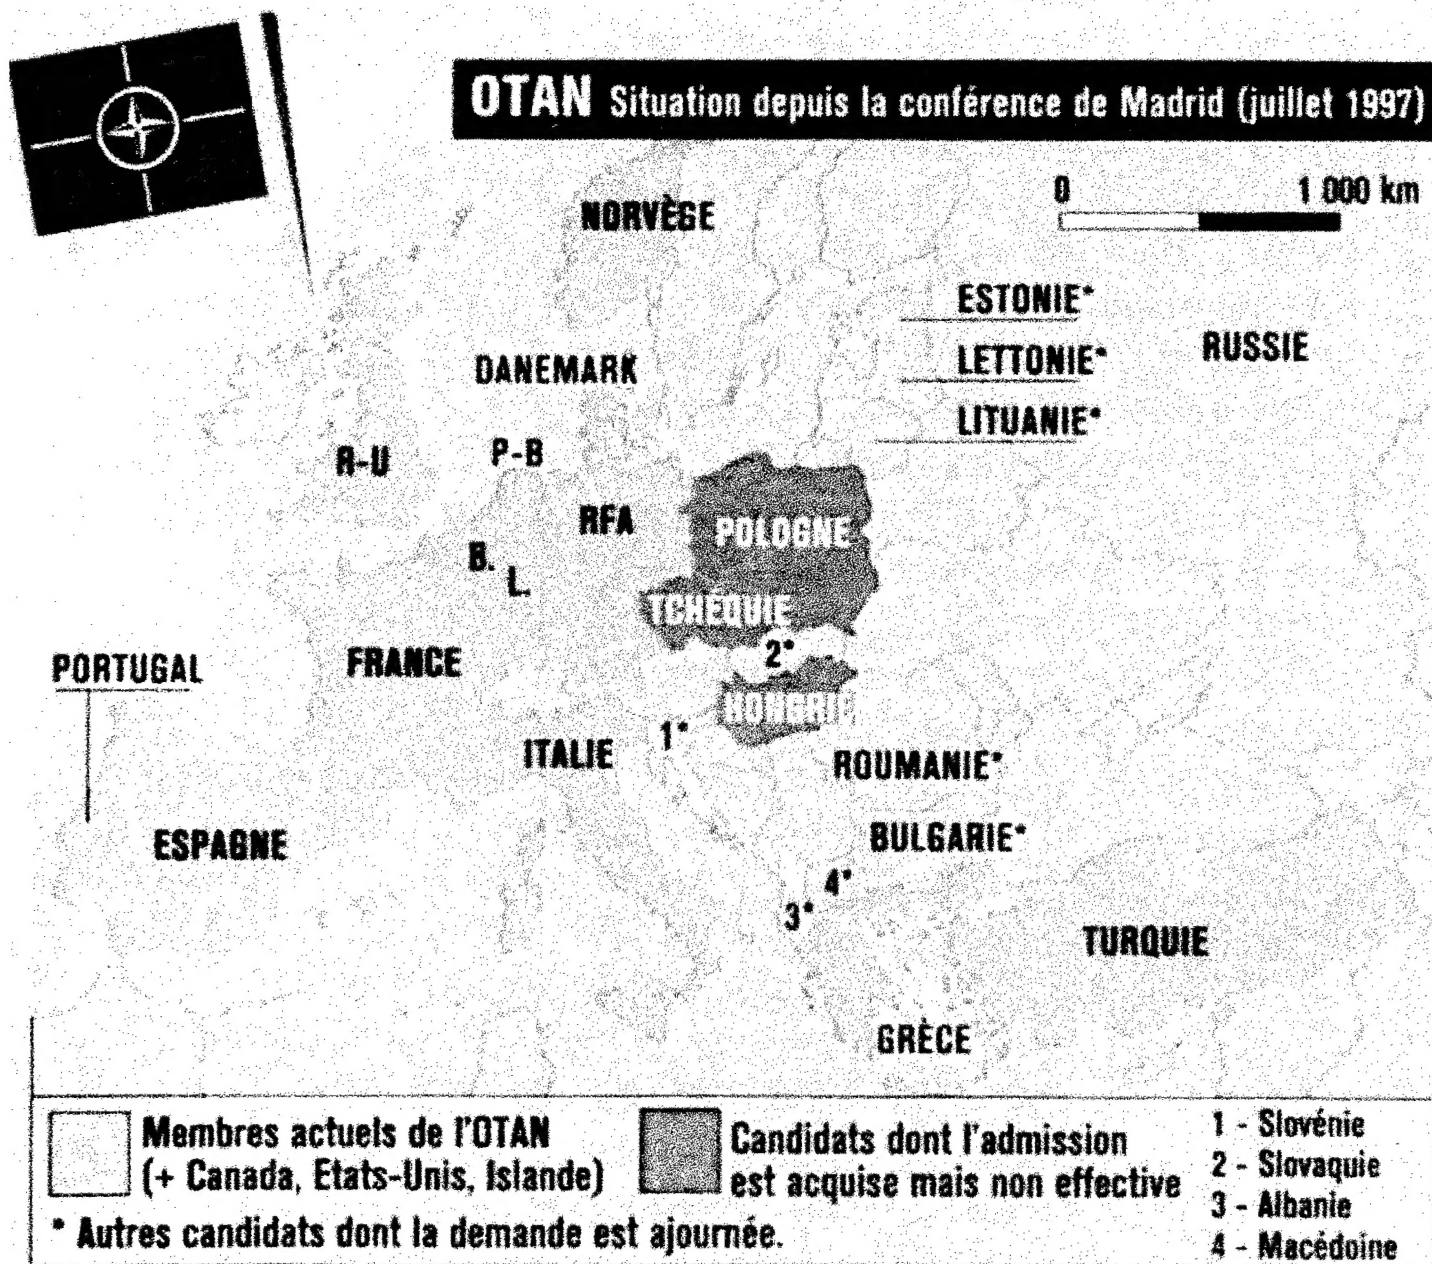 OTAN Situation depuis la conférence de Madrid (juillet 1997)
0 1 000 km
NORVÈGE
ESTONIE*
RUSSIE
LETTONIE*
DANEMARK
LITUANIE*
R-U
P-B
RFA
POLOGNE
B.
L.
TCHÉQUIE
2*
PORTUGAL
FRANCE
HONGRIE
1*
ITALIE
ROUMANIE*
ESPAGNE
BULGARIE*
4*
3*
TURQUIE
GRÈCE
Membres actuels de l'OTAN
(+ Canada, Etats-Unis, Islande)
Candidats dont l'admission
est acquise mais non effective
* Autres candidats dont la demande est ajournée.
1 - Slovénie
2 - Slovaquie
3 - Albanie
4 - Macédoine